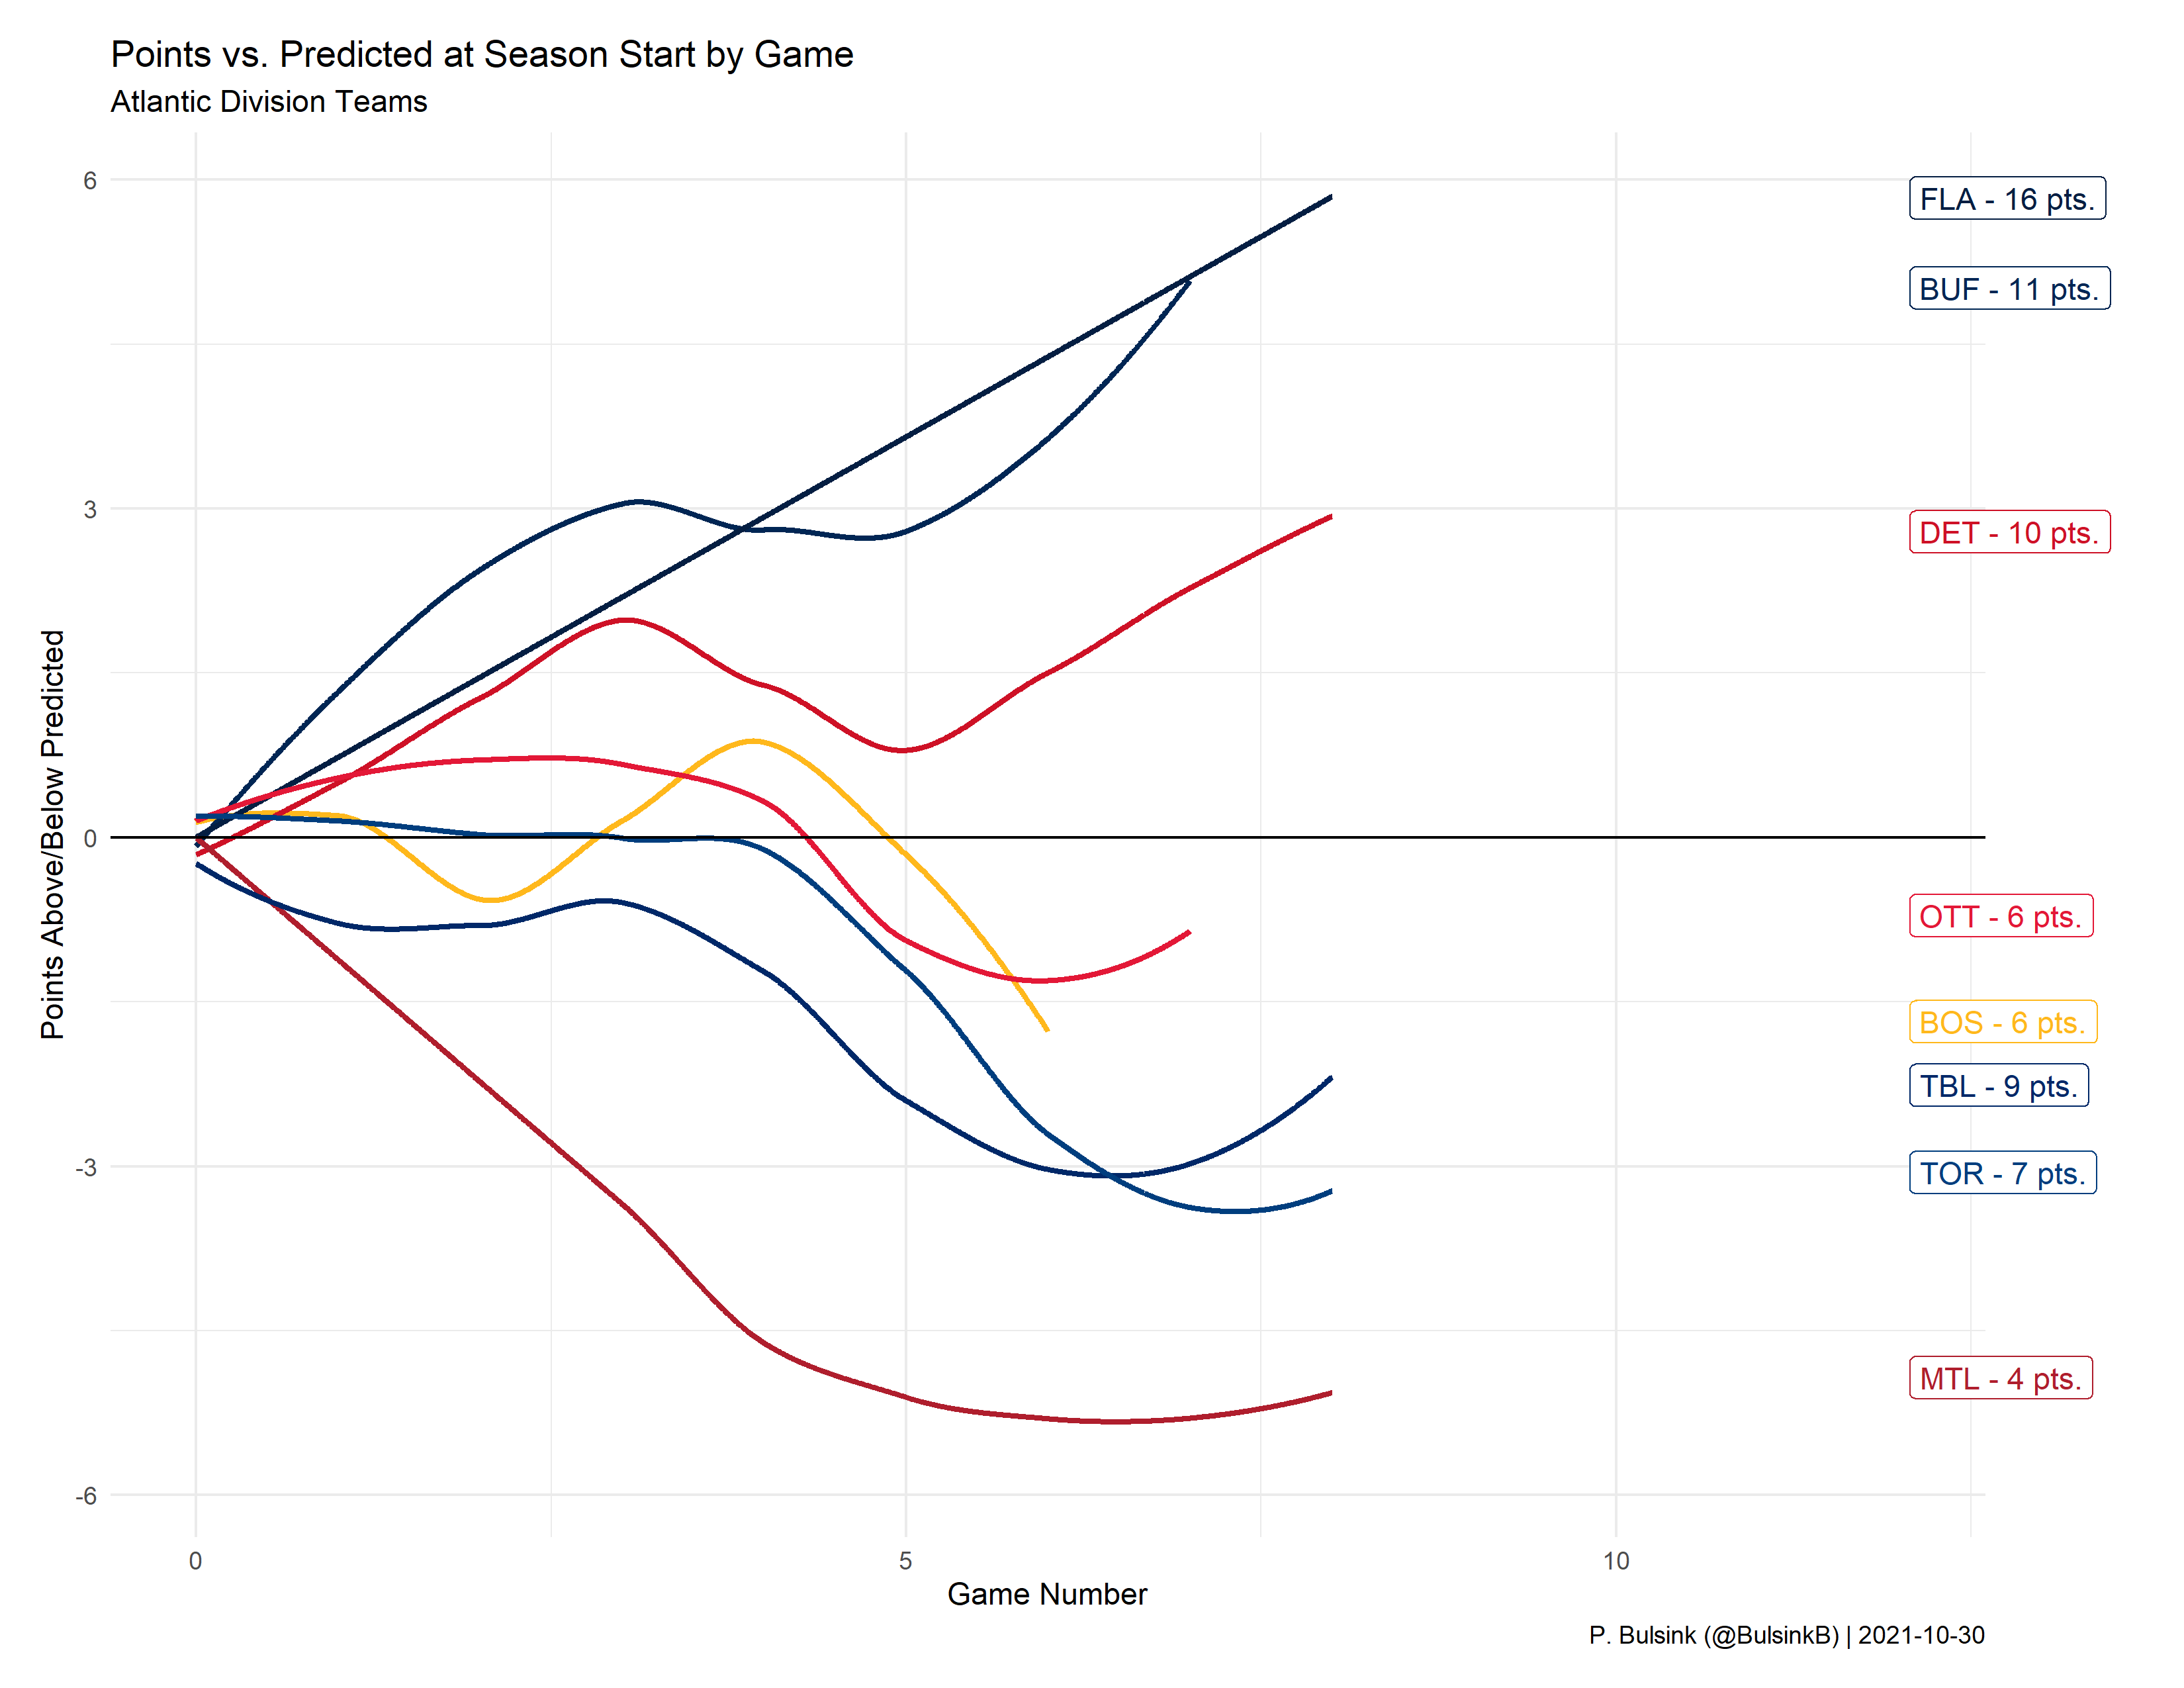 Points vs. Predicted at Season Start by Game
Atlantic Division Teams
Points Above/Below Predicted
6
3
0
-3
-6
FLA - 16 pts.
BUF - 11 pts.
DET - 10 pts.
OTT - 6 pts.
BOS - 6 pts.
TBL - 9 pts.
TOR - 7 pts.
MTL - 4 pts.
0
5
10
Game Number
P. Bulsink (@BulsinkB) | 2021-10-30